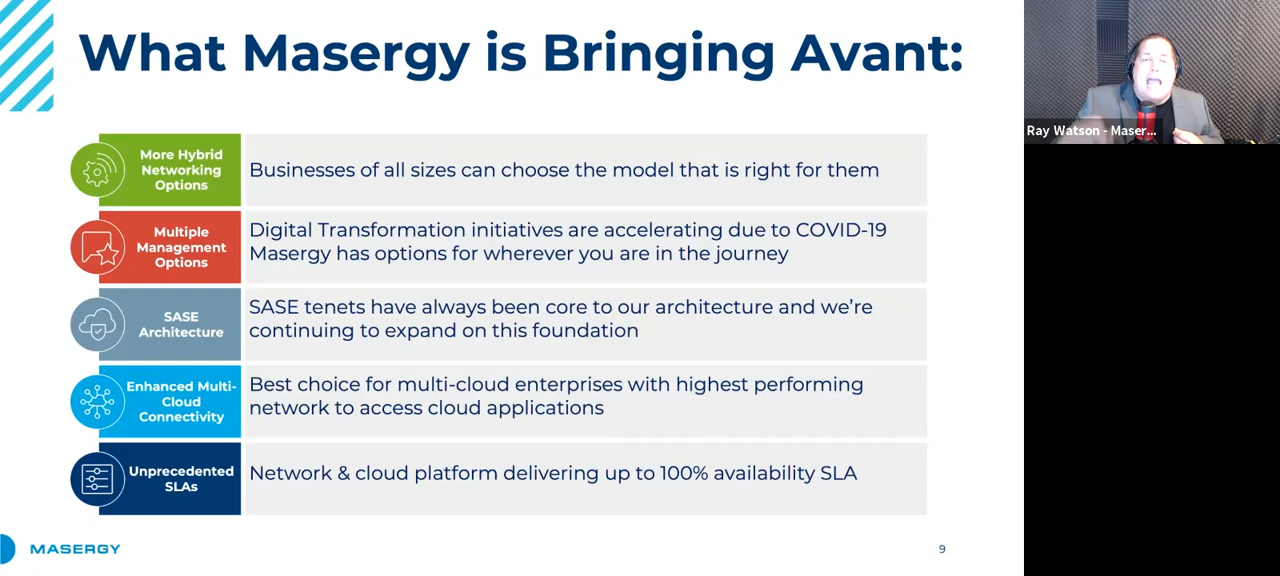 What Masergy is Bringing Avant:
More Hybrid
Networking
Options
Businesses of all sizes can choose the model that is right for them
Multiple
Management
Options
Digital Transformation initiatives are accelerating due to COVID-19
Masergy has options for wherever you are in the journey
SASE
Architecture
SASE tenets have always been core to our architecture and we’re
continuing to expand on this foundation
Enhanced Multi-
Cloud
Connectivity
Best choice for multi-cloud enterprises with highest performing
network to access cloud applications
Unprecedented
SLAs
Network & cloud platform delivering up to 100% availability SLA
MASERGY
9
Ray Watson - Maser...